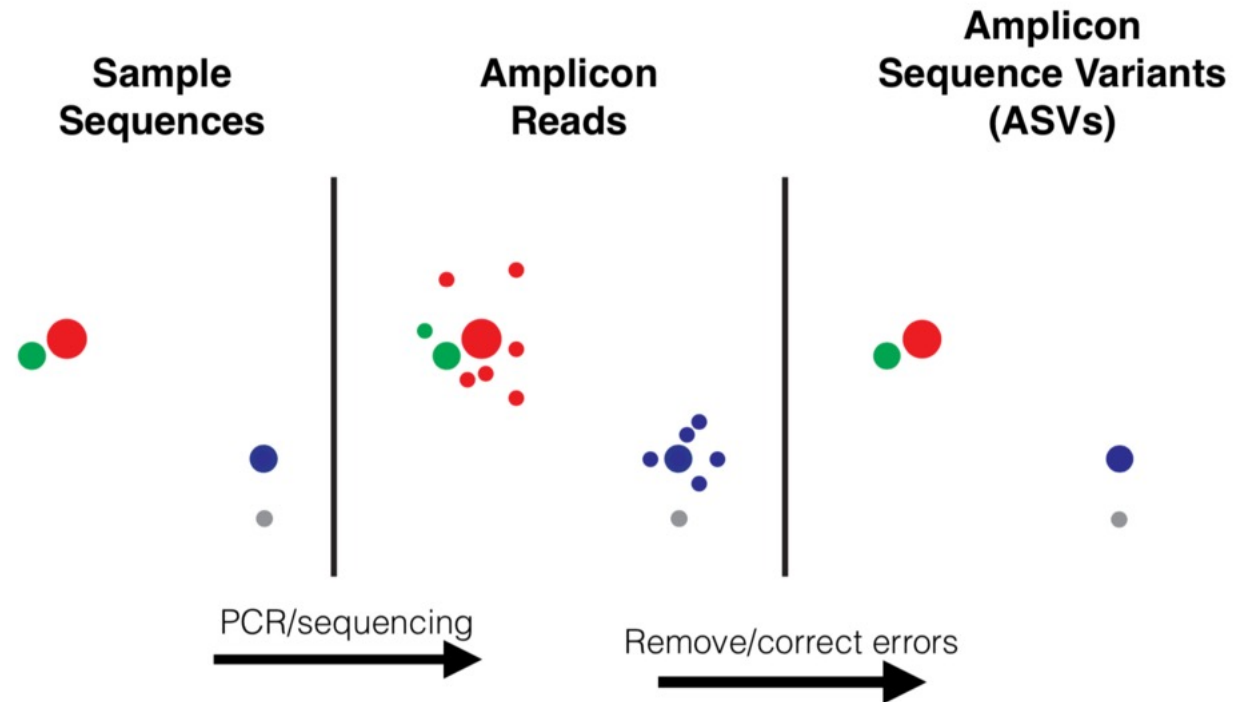 Sample
Sequences
Amplicon
Reads
Amplicon
Sequence Variants
(ASVs)
PCR/sequencing
Remove/correct errors